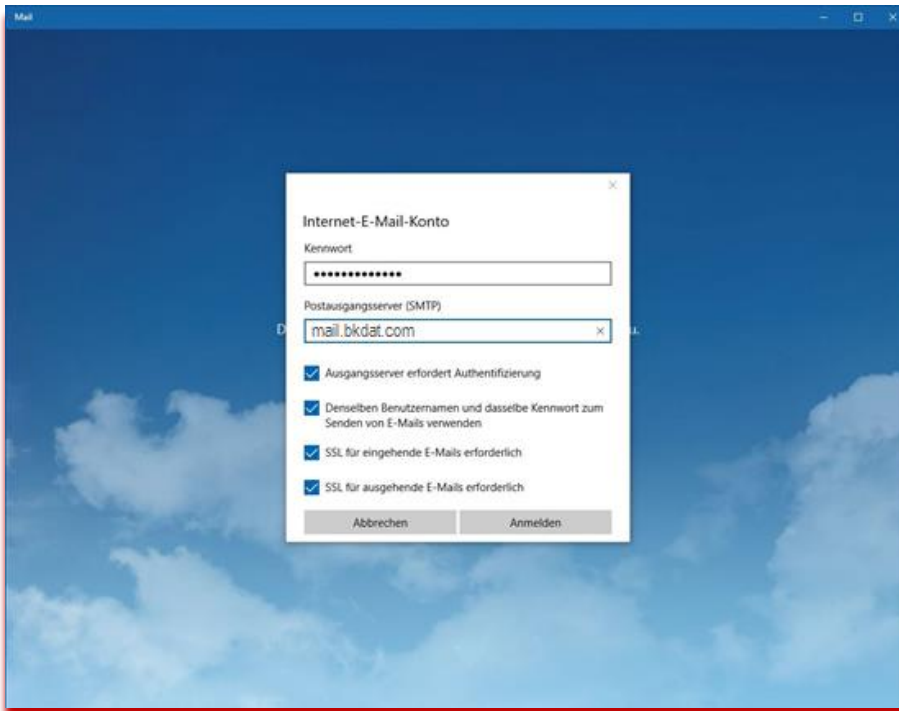 Mail
Internet-E-Mail-Konto
Kennwort
•••••••••••••
Postausgangsserver (SMTP)
mail.bkdat.com
D
u.
Ausgangsserver erfordert Authentifizierung
Denselben Benutzernamen und dasselbe Kennwort zum
Senden von E-Mails verwenden
SSL für eingehende E-Mails erforderlich
SSL für ausgehende E-Mails erforderlich
Abbrechen Anmelden